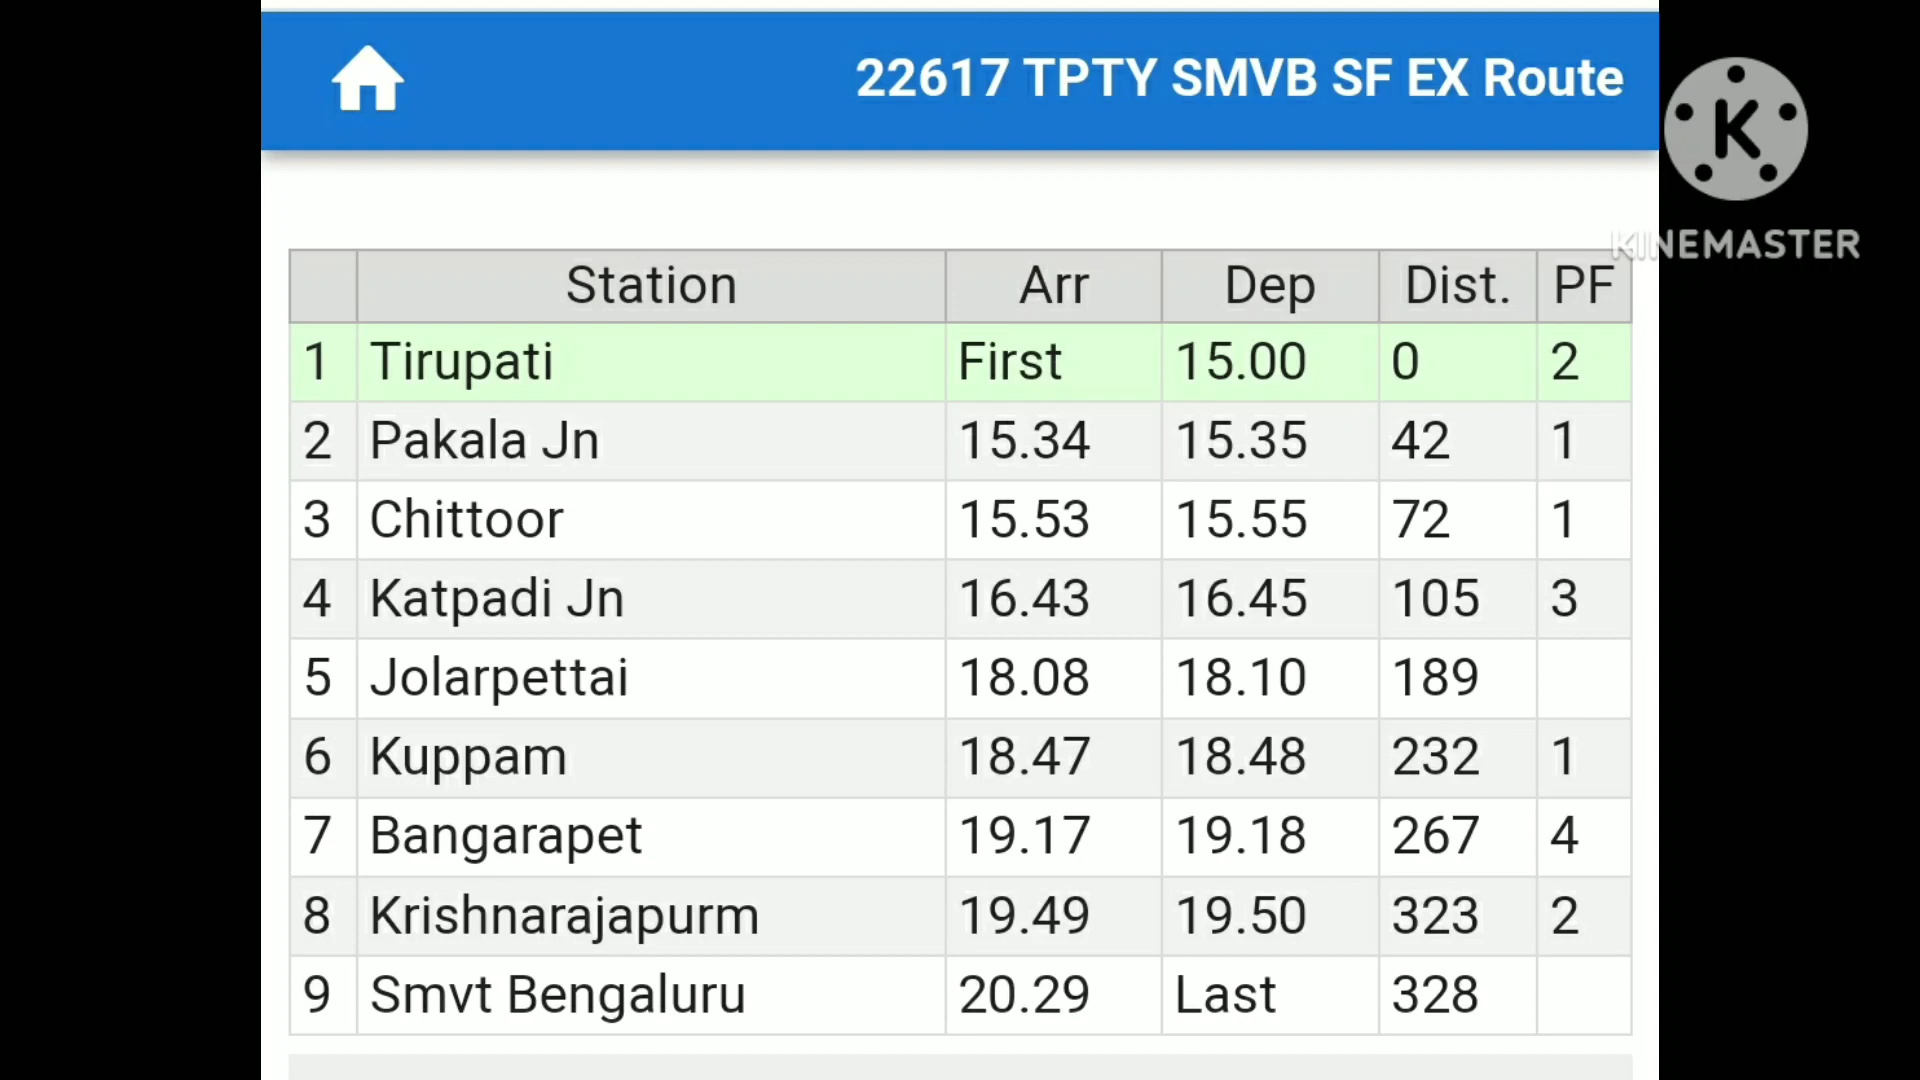 22617 TPTY SMVB SF EX Route
K
KINEMASTER
Station Arr Dep Dist. PF
1 Tirupati First 15.00 0 2
2 Pakala Jn 15.34 15.35 42 1
3 Chittoor 15.53 15.55 72 1
4 Katpadi Jn 16.43 16.45 105 3
5 Jolarpettai 18.08 18.10 189
6 Kuppam 18.47 18.48 232 1
7 Bangarapet 19.17 19.18 267 4
8 Krishnarajapurm 19.49 19.50 323 2
9 Smvt Bengaluru 20.29 Last 328